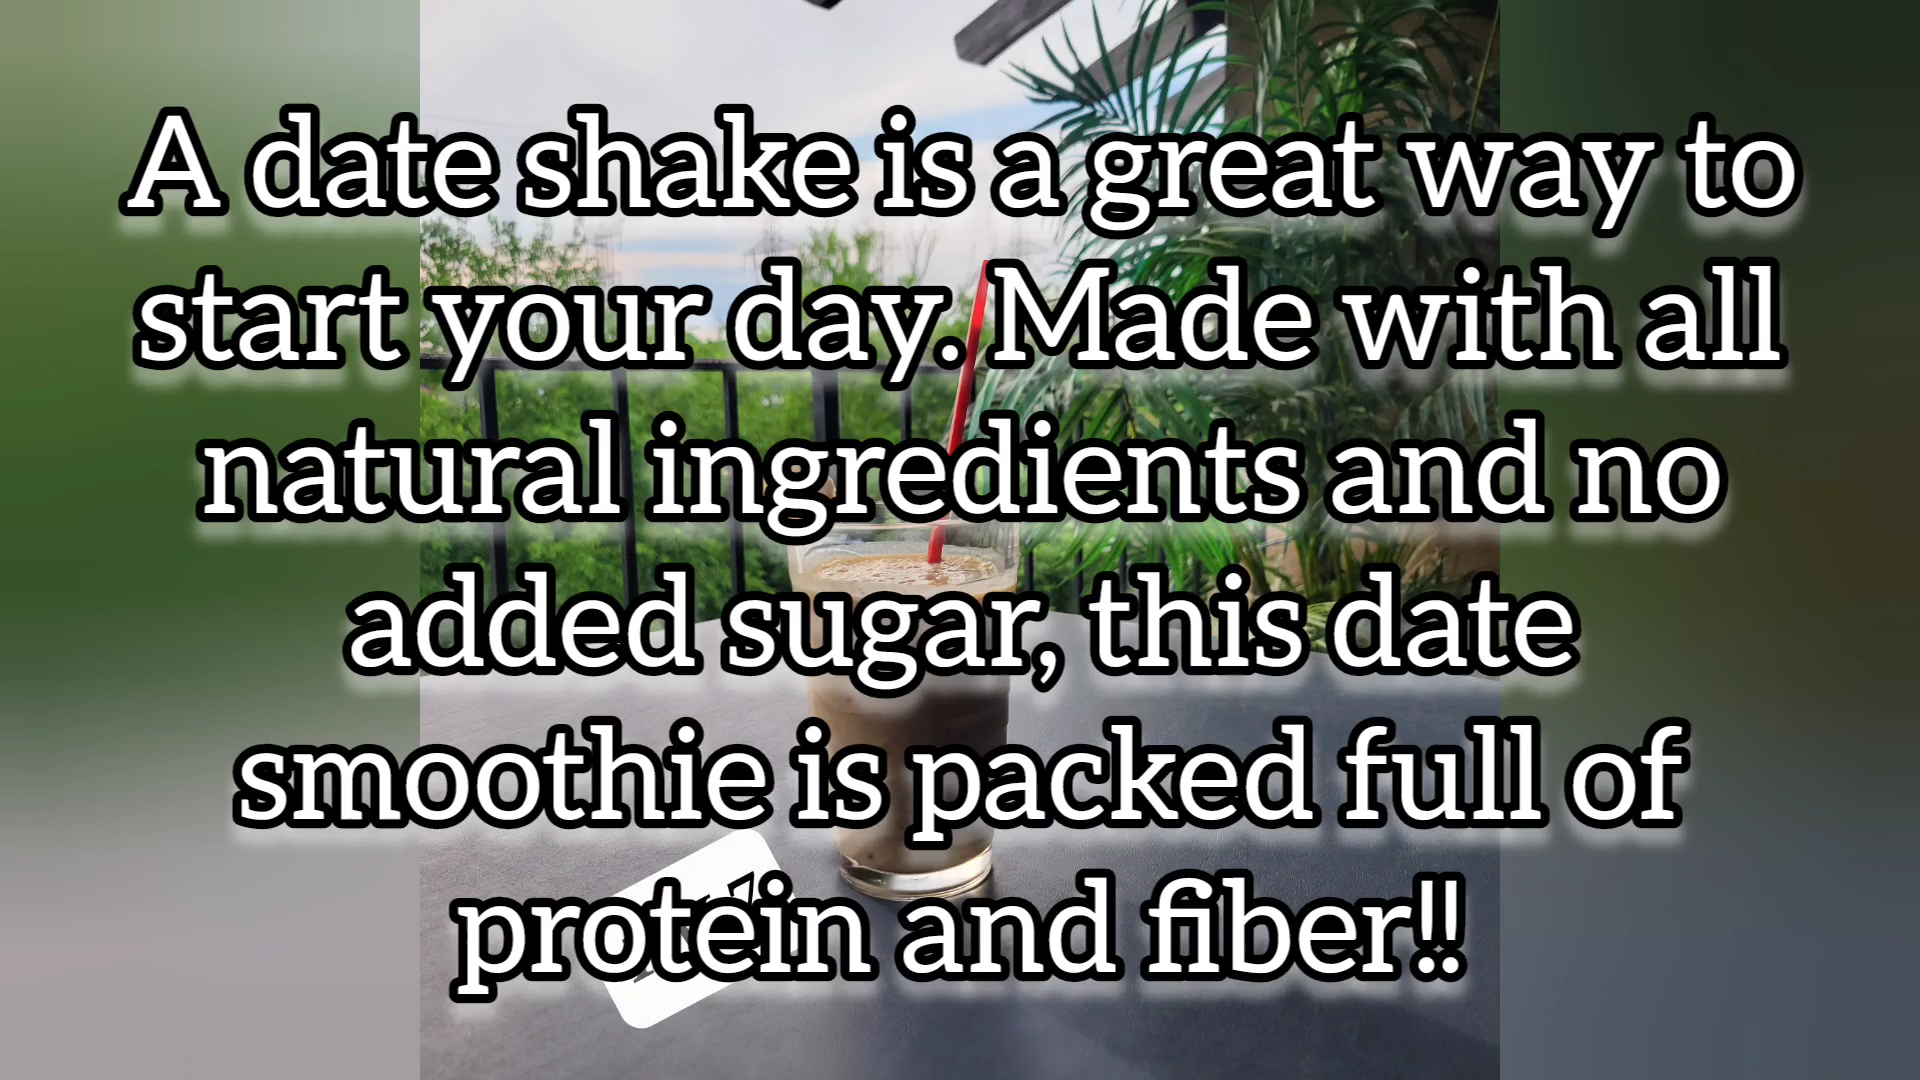 A date shake is a great way to
start your day. Made with all
natural ingredients and no
added sugar, this date
smoothie is packed full of
protein and fiber!!